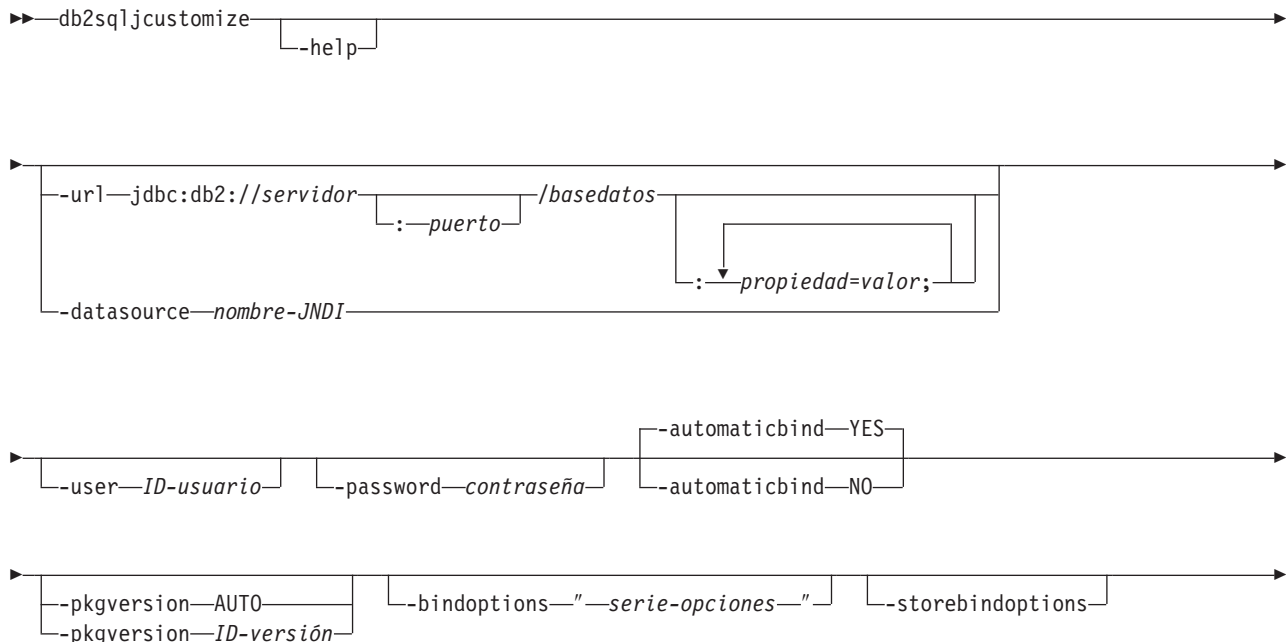 db2sqljcustomize
-help
-url jdbc:db2://servidor /basedatos
: puerto
: propiedad=valor;
-datasource nombre-JNDI
-automaticbind YES
-user ID-usuario -password contraseña -automaticbind NO
-pkgversion AUTO -bindoptions " serie-opciones " -storebindoptions
-pkgversion ID-versión